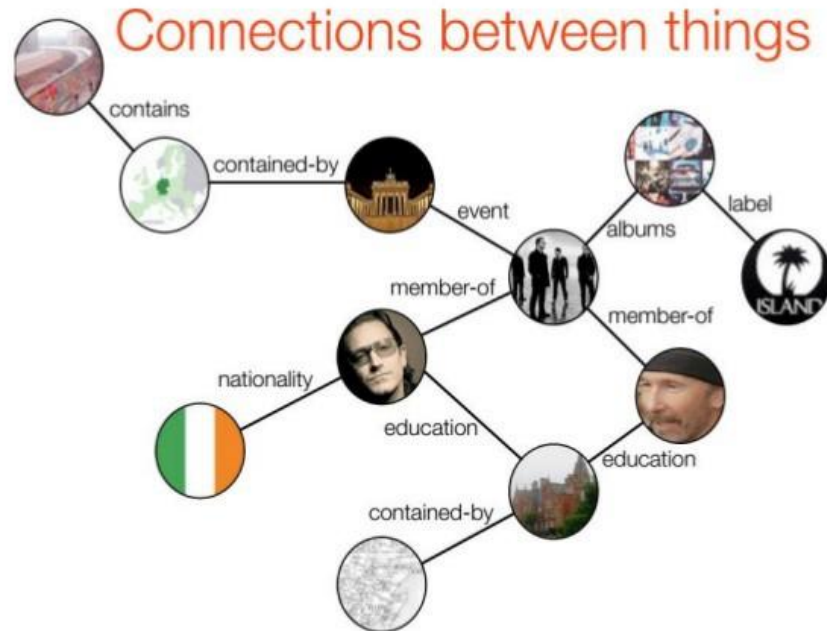 Connections between things
contains
contained-by
event
albums
label
ISLAND
member-of
member-of
nationality
education
education
contained-by